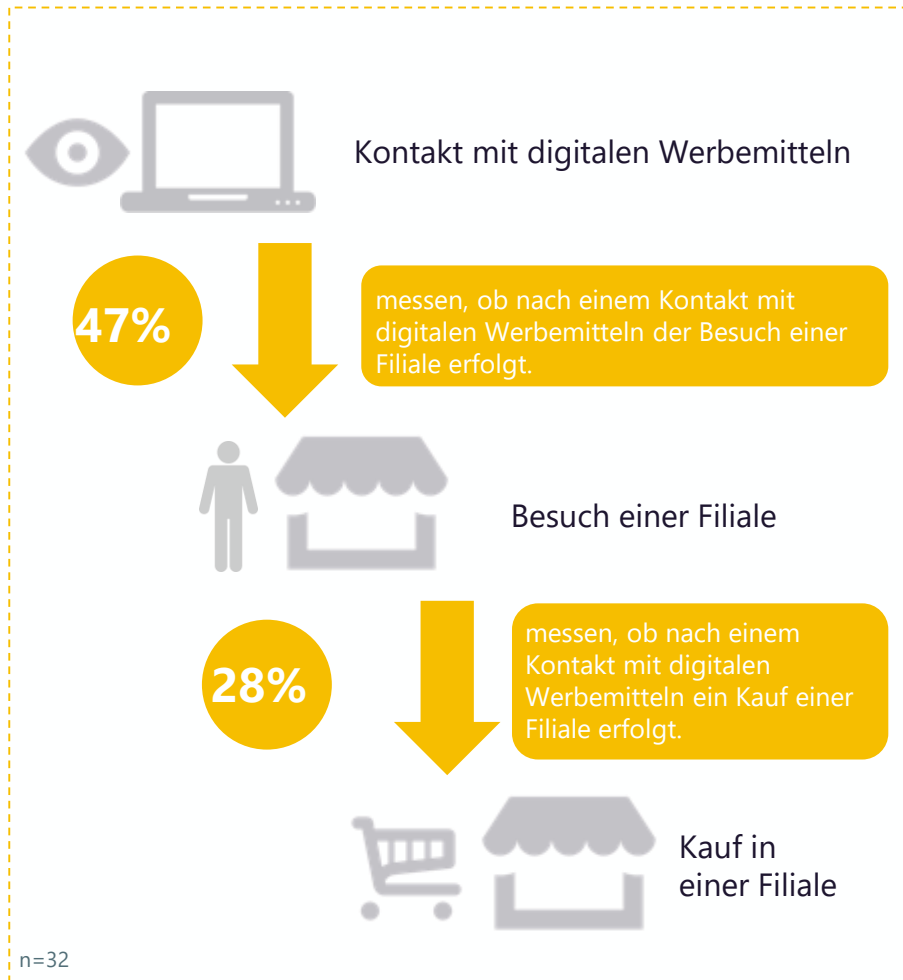 Kontakt mit digitalen Werbemitteln
47%
messen, ob nach einem Kontakt mit
digitalen Werbemitteln der Besuch einer
Filiale erfolgt.
Besuch einer Filiale
28%
messen, ob nach einem
Kontakt mit digitalen
Werbemitteln ein Kauf einer
Filiale erfolgt.
Kauf in
einer Filiale
n=32